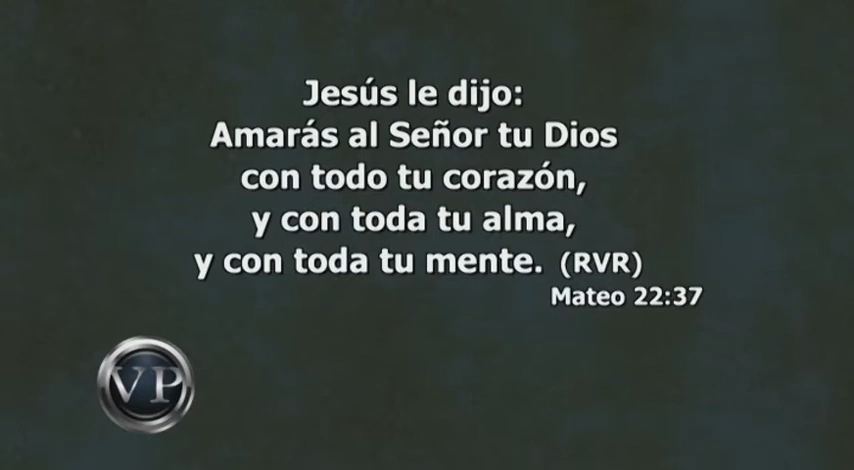 Jesús le dijo:
Amarás al Señor tu Dios
con todo tu corazón,
y con toda tu alma,
y con toda tu mente. (RVR)
Mateo 22:37
VP